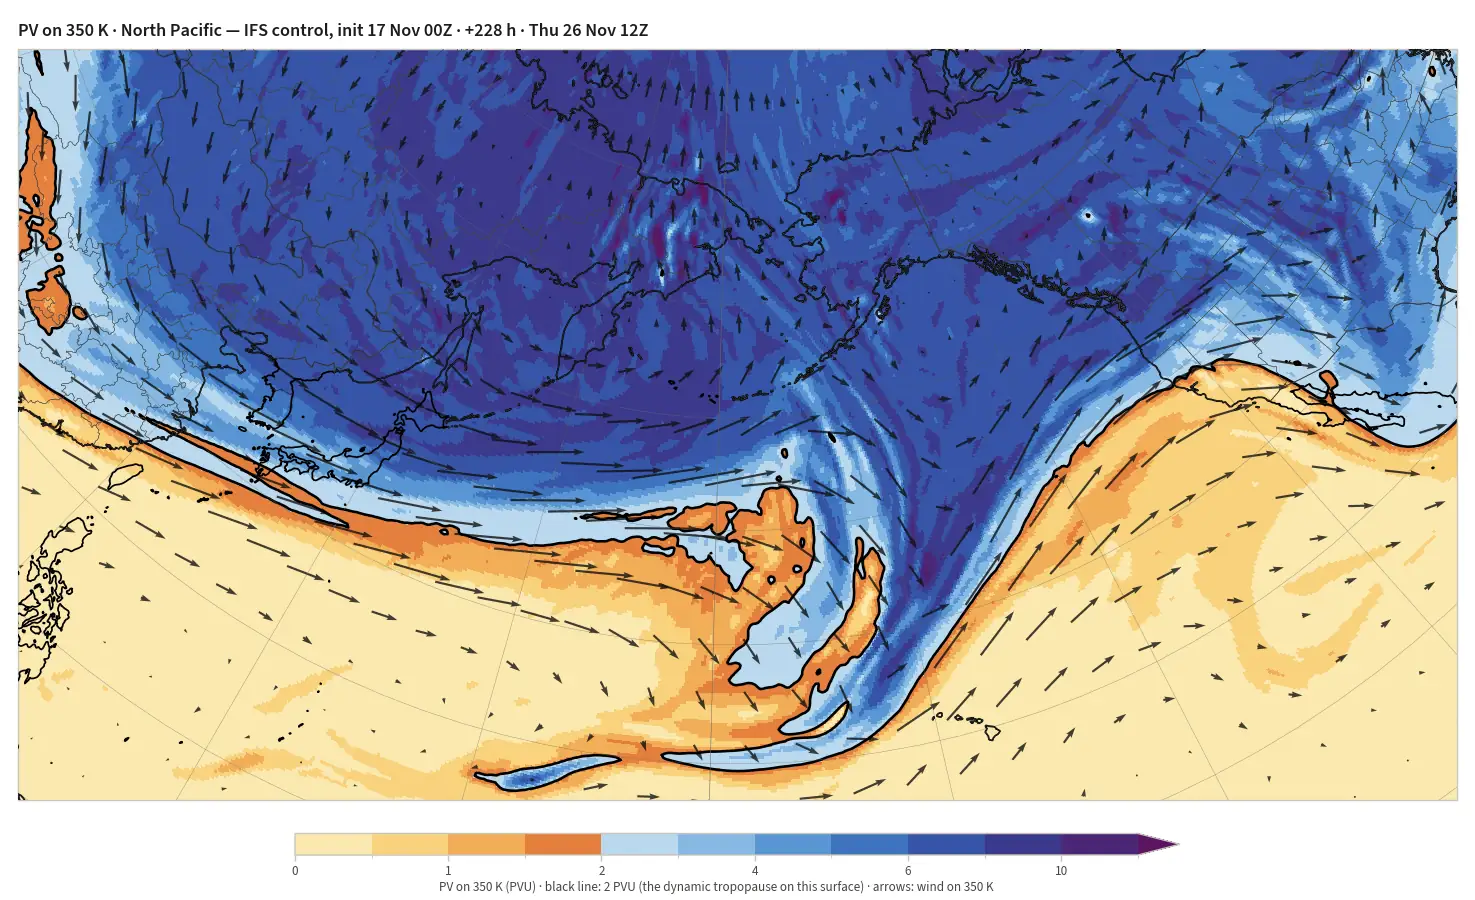 PV on 350 K · North Pacific — IFS control, init 17 Nov 00Z · +228 h · Thu 26 Nov 12Z
0 1 2 4 6 10
PV on 350 K (PVU) · black line: 2 PVU (the dynamic tropopause on this surface) · arrows: wind on 350 K